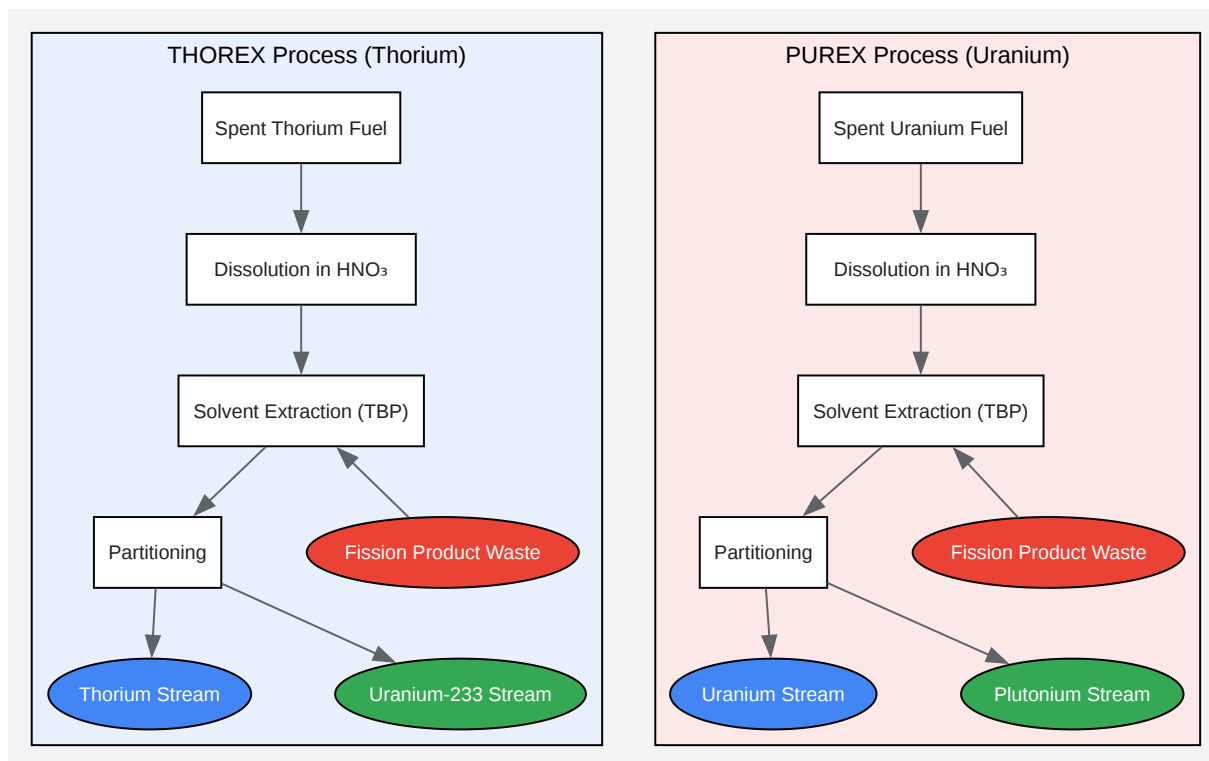 THOREX Process (Thorium)
Spent Thorium Fuel
Dissolution in HNO₃
Solvent Extraction (TBP)
Partitioning
Fission Product Waste
Thorium Stream
Uranium-233 Stream
PUREX Process (Uranium)
Spent Uranium Fuel
Dissolution in HNO₃
Solvent Extraction (TBP)
Partitioning
Fission Product Waste
Uranium Stream
Plutonium Stream